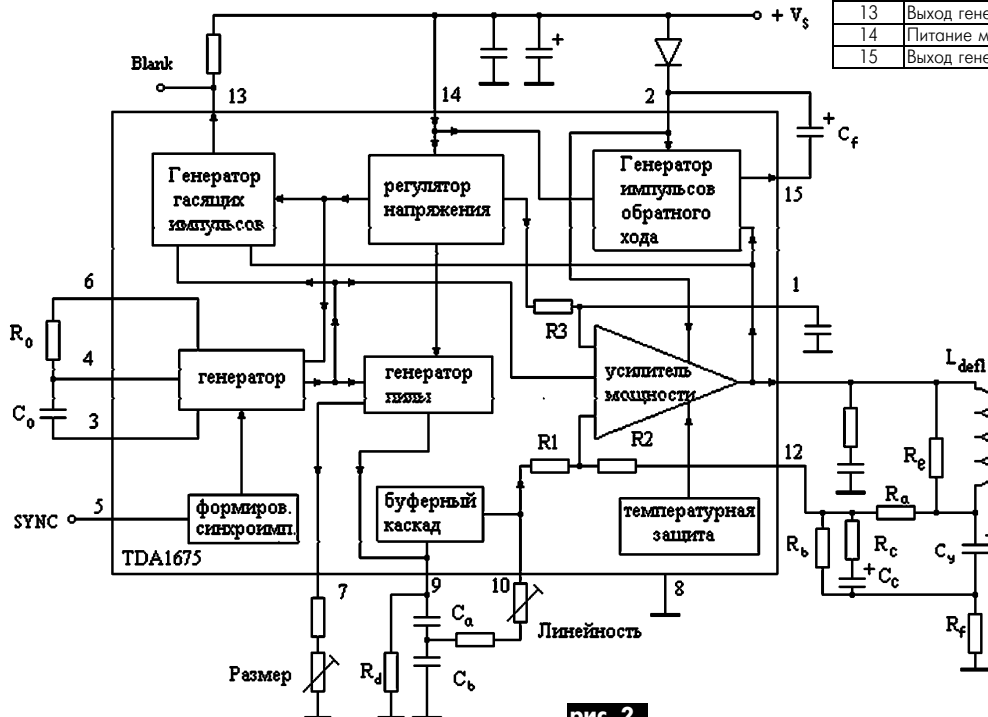 + Vs
13 Выход гене
14 Питание м
15 Выход гене
Blank
13
14
2
+
+
Cf
Генератор
гасящих
импульсов
регулятор
напряжения
Генератор
импульсов
обратного
хода
15
6
1
R3
Ro
4
Co
3
генератор
генератор
пилы
усилитель
мощности
Ldefl
R1
R2
12
Re
Ra
5
SYNC
формиров.
синхроимп.
буферный
каскад
температурная
защита
Rb
Rc
+ Cc
Cy
TDA1675
7
9
10
8
Ca
Линейность
Rf
Размер
Rd
Cb
рис. 2